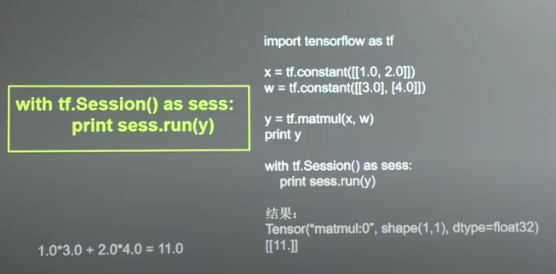 with tf.Session() as sess:
print sess.run(y)
1.0*3.0 + 2.0*4.0 = 11.0
import tensorflow as tf
x = tf.constant([[1.0, 2.0]])
w = tf.constant([[3.0], [4.0]])
y = tf.matmul(x, w)
print y
with tf.Session() as sess:
print sess.run(y)
结果：
Tensor(“matmul:0”, shape(1,1), dtype=float32)
[[11.]]